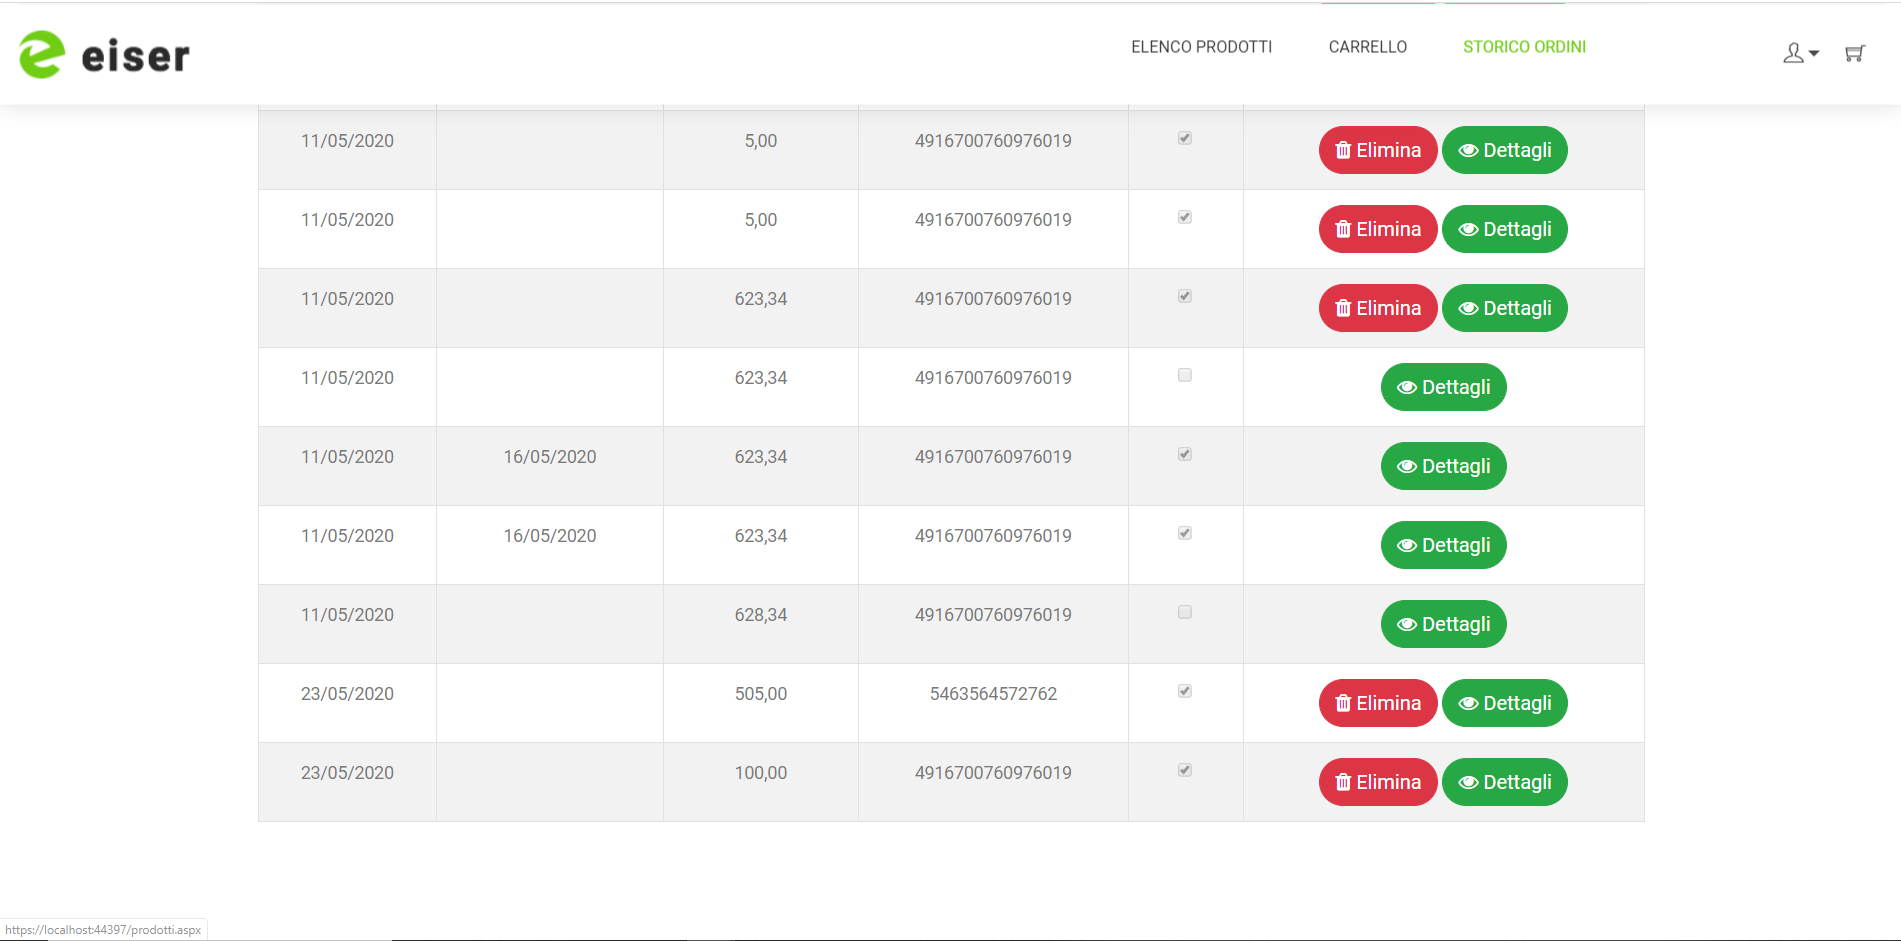 eiser ELENCO PRODOTTI CARRELLO STORICO ORDINI
11/05/2020 5,00 4916700760976019 Elimina Dettagli
11/05/2020 5,00 4916700760976019 Elimina Dettagli
11/05/2020 623,34 4916700760976019 Elimina Dettagli
11/05/2020 623,34 4916700760976019 Dettagli
11/05/2020 16/05/2020 623,34 4916700760976019 Dettagli
11/05/2020 16/05/2020 623,34 4916700760976019 Dettagli
11/05/2020 628,34 4916700760976019 Dettagli
23/05/2020 505,00 5463564572762 Elimina Dettagli
23/05/2020 100,00 4916700760976019 Elimina Dettagli
https://localhost:44397/prodotti.aspx